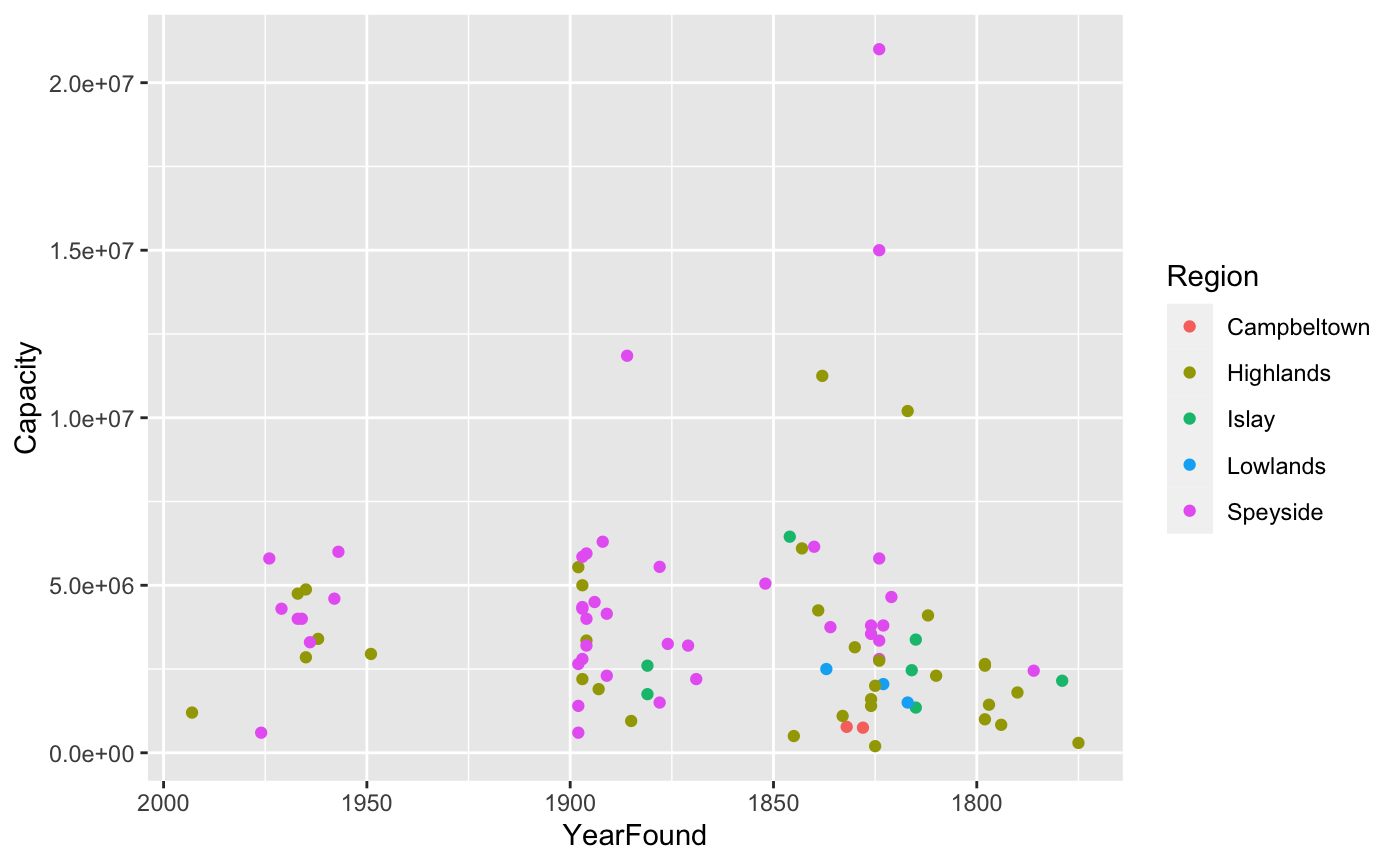 2.0e+07
1.5e+07
1.0e+07
5.0e+06
0.0e+00
Capacity
2000 1950 1900 1850 1800
YearFound
Region
Campbeltown
Highlands
Islay
Lowlands
Speyside